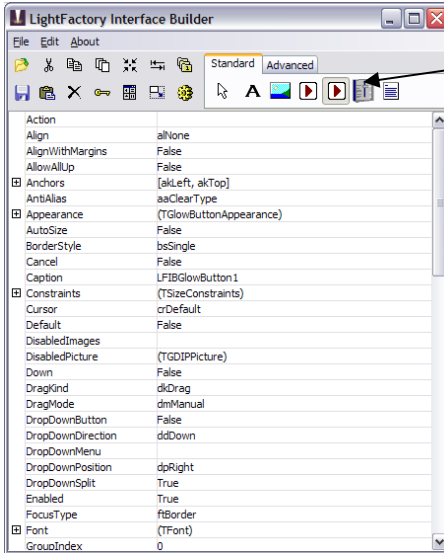 LightFactory Interface Builder
File Edit About
Standard Advanced
A
Action
Align alNone
AlignWithMargins False
AllowAllUp False
Anchors [akLeft, akTop]
AntiAlias aaClearType
Appearance (TGlowButtonAppearance)
AutoSize False
BorderStyle bsSingle
Cancel False
Caption LFIBGlowButton1
Constraints (TSizeConstraints)
Cursor crDefault
Default False
DisabledImages
DisabledPicture (TGDIPPicture)
Down False
DragKind dkDrag
DragMode dmManual
DropDownButton False
DropDownDirection ddDown
DropDownMenu
DropDownPosition dpRight
DropDownSplit True
Enabled True
FocusType ftBorder
Font (TFont)
GroupIndex 0